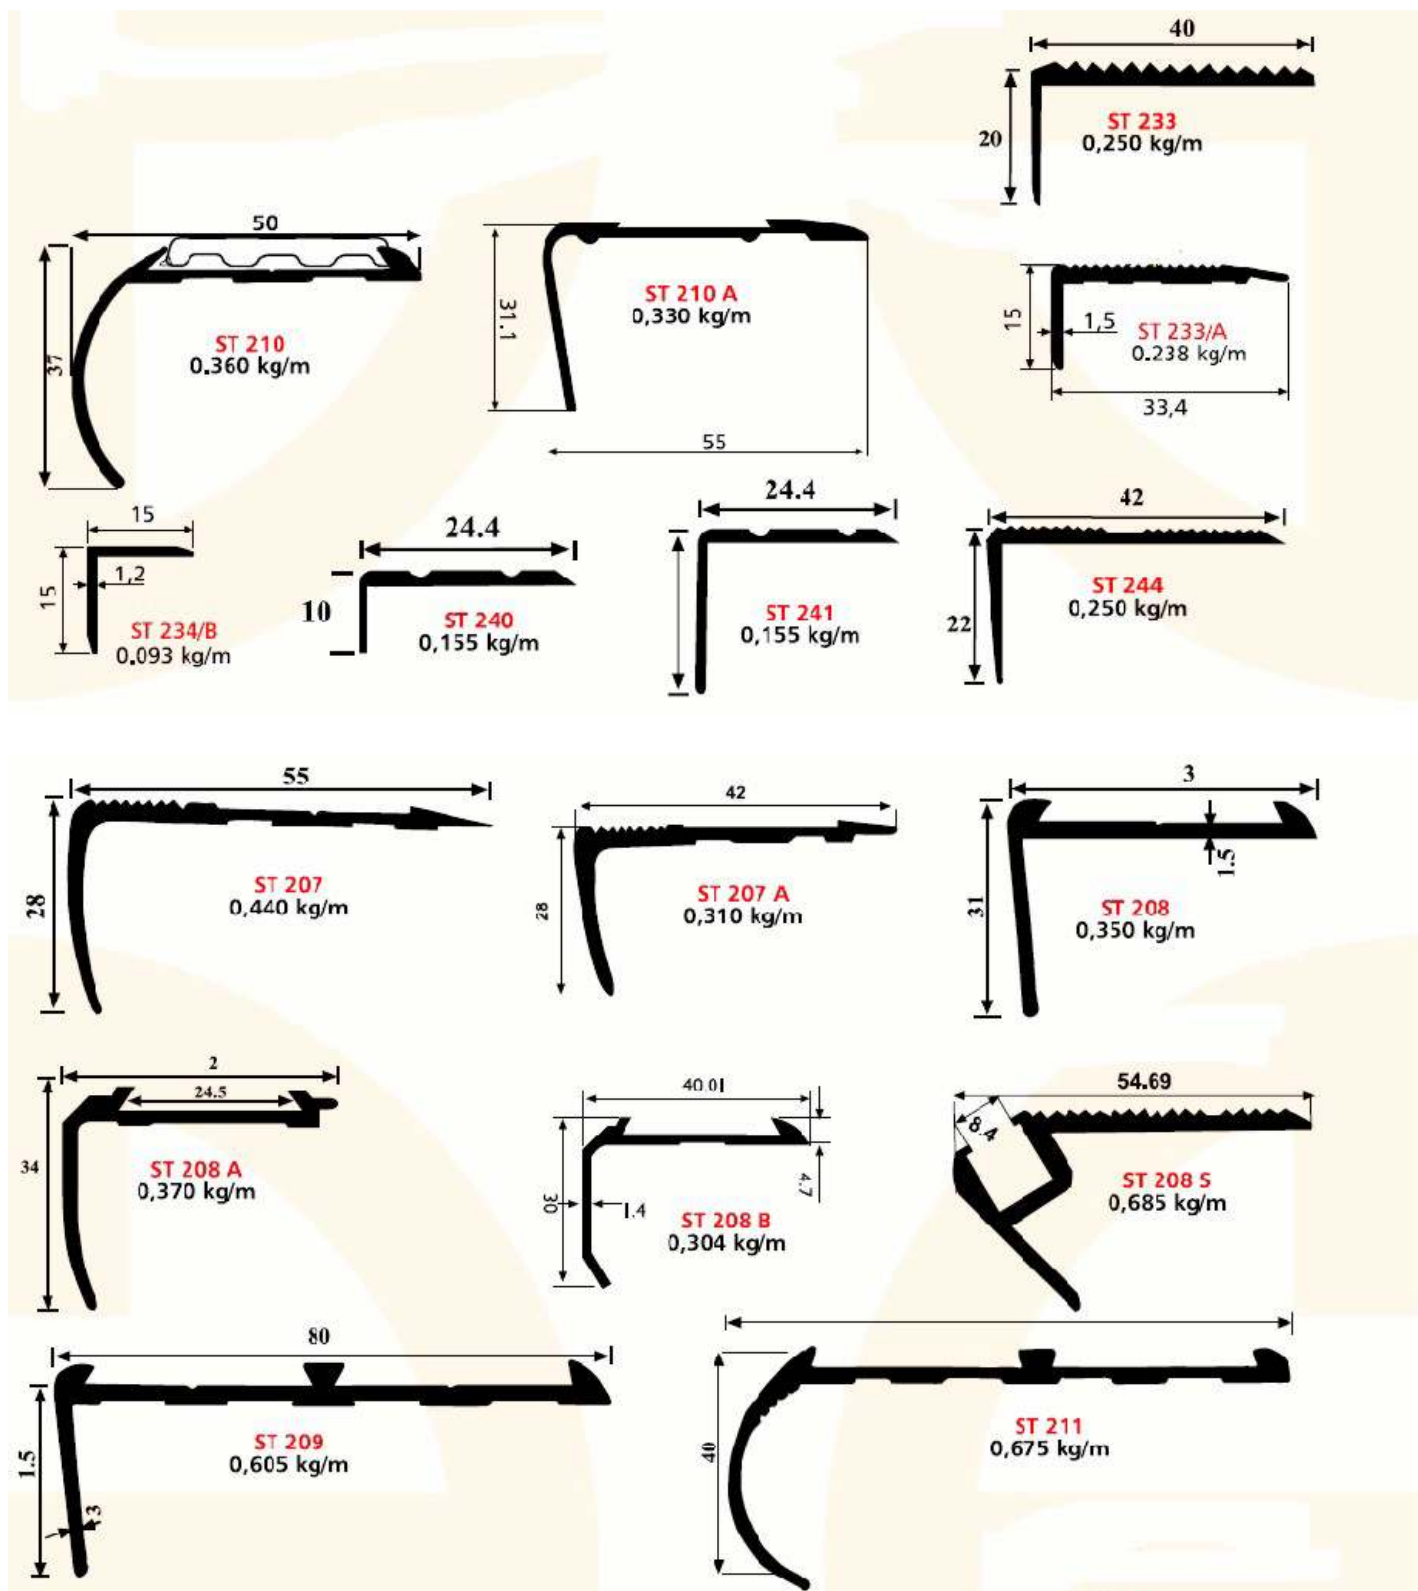 40
20
ST 233
0,250 kg/m
50
37
ST 210
0.360 kg/m
31.1
ST 210 A
0,330 kg/m
55
15
1,5
ST 233/A
0.238 kg/m
33,4
15
15
1,2
ST 234/B
0.093 kg/m
24.4
10
ST 240
0,155 kg/m
24.4
ST 241
0,155 kg/m
42
22
ST 244
0,250 kg/m
55
28
ST 207
0,440 kg/m
42
28
ST 207 A
0,310 kg/m
3
31
1.5
ST 208
0,350 kg/m
2
24.5
34
ST 208 A
0,370 kg/m
40.01
30
1.4
4.7
ST 208 B
0,304 kg/m
54.69
8.4
ST 208 S
0,685 kg/m
80
1.5
3
ST 209
0,605 kg/m
40
ST 211
0,675 kg/m